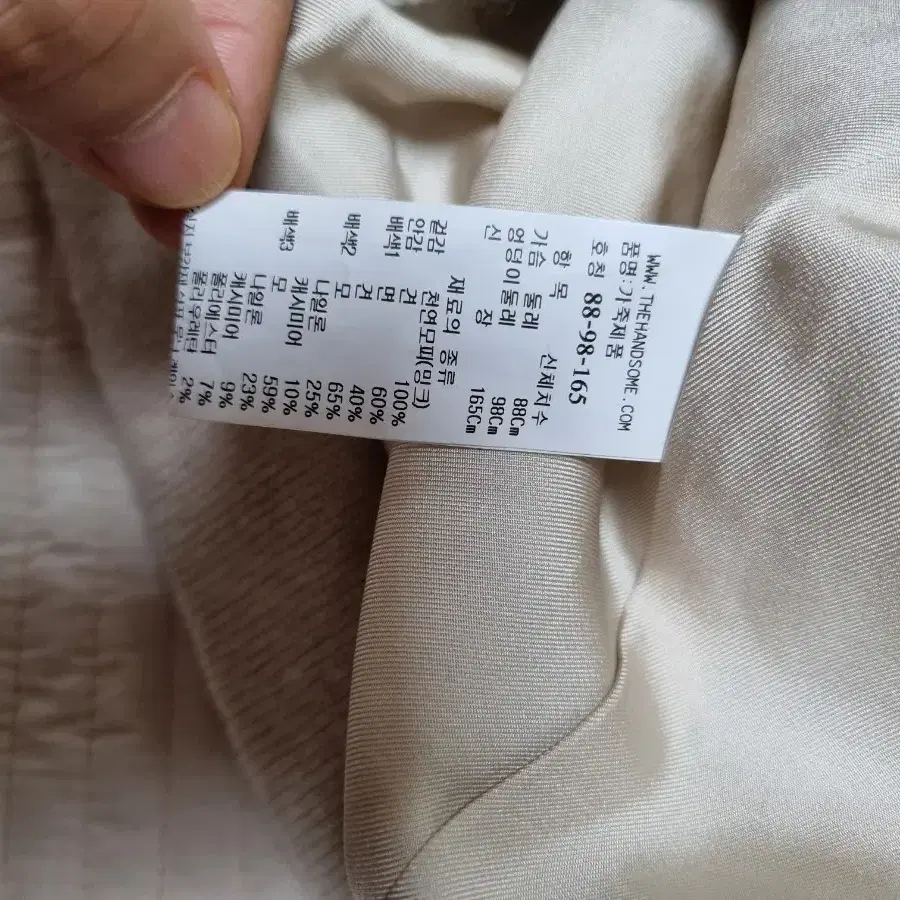 WWW.THEHANDSOME.COM
품명:가죽제품
호칭 88-98-165
항 목 신체치수
가슴 둘레 88Cm
엉덩이둘레 98Cm
신 장 165Cm
재료의 종류
겉감 천연모피(밍크)
안감 견 100%
배색1 면 60%
견 40%
배색2 모 65%
나일론 25%
캐시미어 10%
배색3 모 59%
나일론 23%
캐시미어 9%
폴리에스터 7%
폴리우레탄 2%